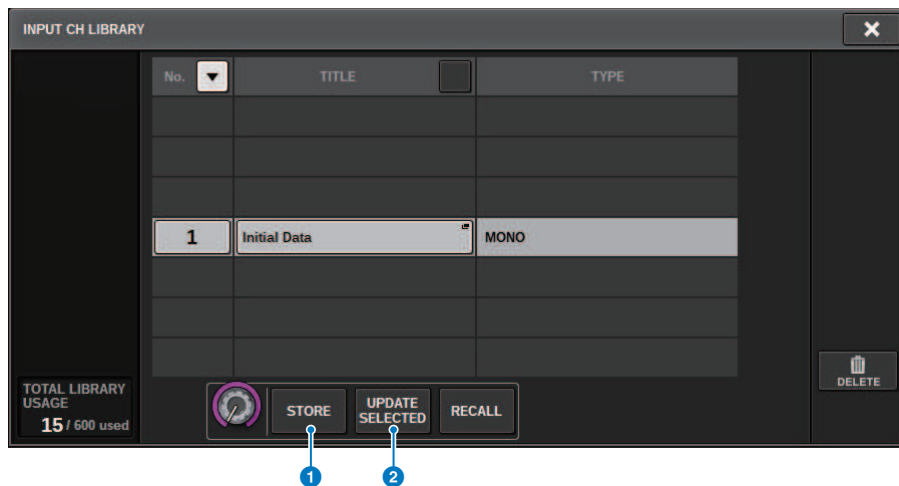 INPUT CH LIBRARY
No. TITLE TYPE
1 Initial Data MONO
TOTAL LIBRARY
USAGE
15 / 600 used
STORE
UPDATE
SELECTED
RECALL
DELETE
1 2